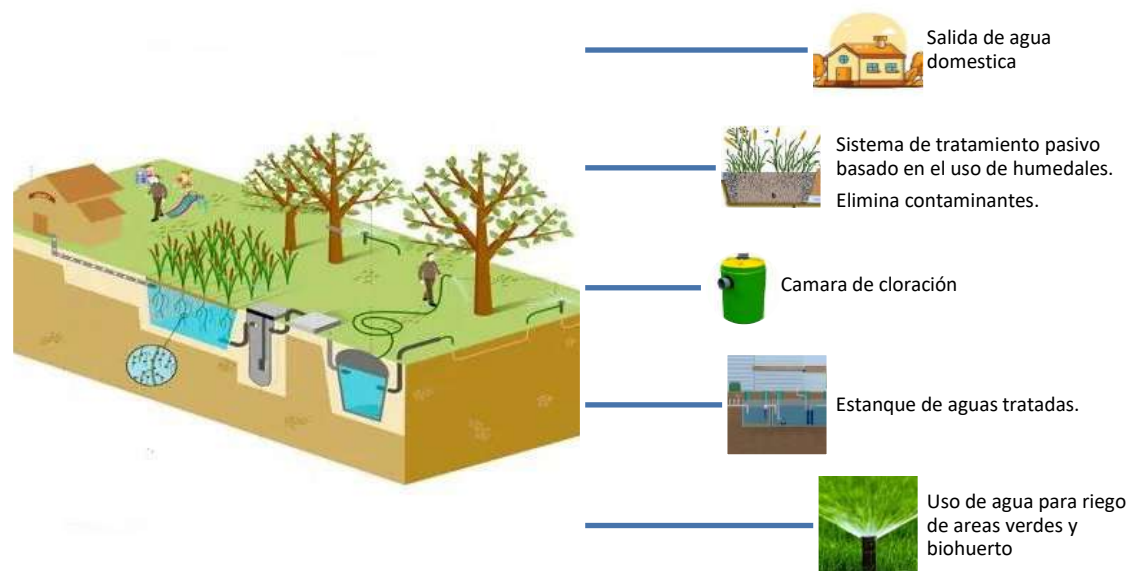 Salida de agua
domestica
Sistema de tratamiento pasivo
basado en el uso de humedales.
Elimina contaminantes.
Camara de cloración
Estanque de aguas tratadas.
Uso de agua para riego
de areas verdes y
biohuerto